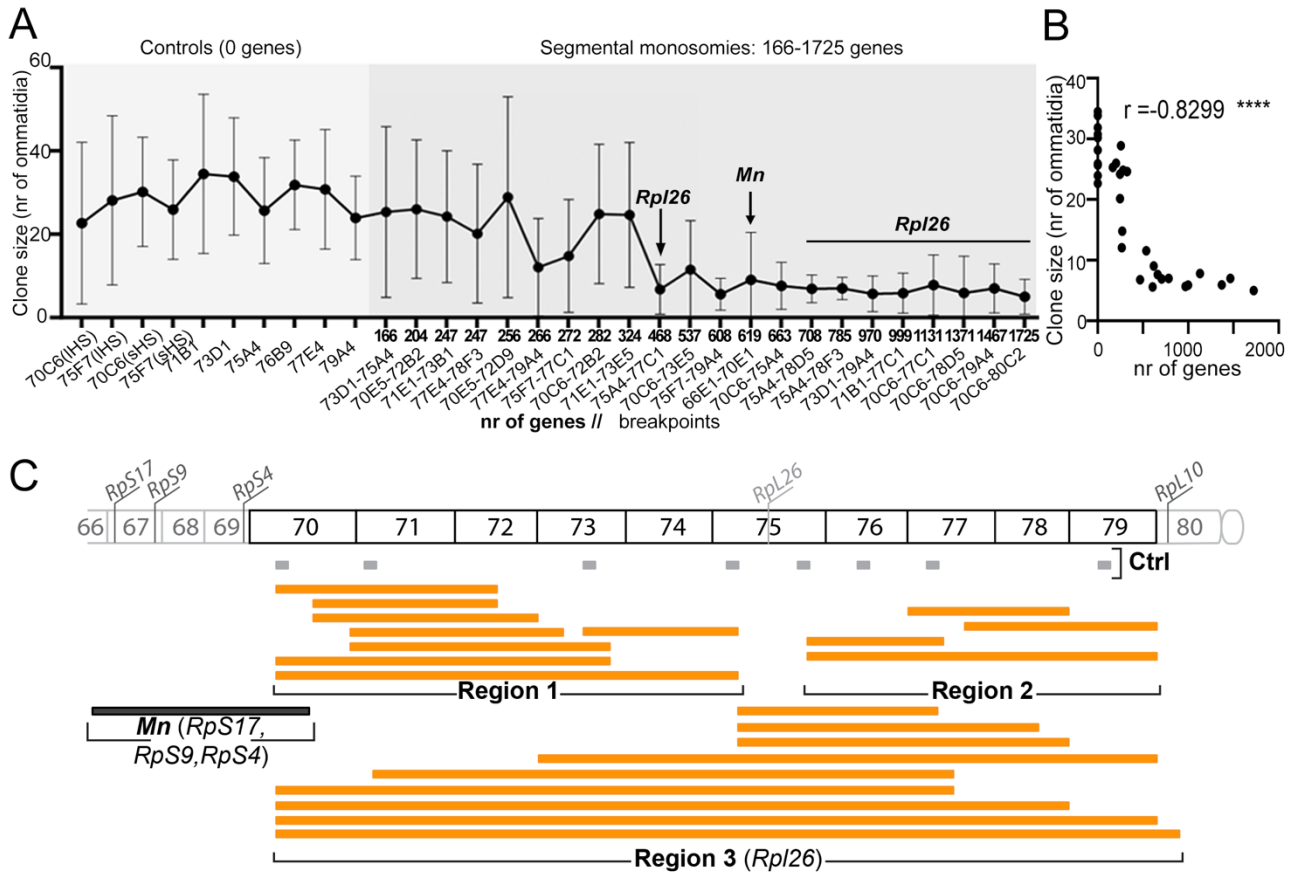 A
Controls (0 genes)
Segmental monosomies: 166-1725 genes
Clone size (nr of ommatidia)
60
40
20
0
Rpl26
Mn
Rpl26
70C6(lHS)
75F7(lHS)
70C6(sHS)
75F7(sHS)
71B1
73D1
75A4
76B9
77E4
79A4
166 204 247 247 256 266 272 282 324 468 537 608 619 663 708 785 970 999 1131 1371 1467 1725
73D1-75A4
70E5-72B2
71E1-73B1
77E4-78F3
70E5-72D9
77E4-79A4
75F7-77C1
70C6-72B2
71E1-73E5
75A4-77C1
70C6-73E5
75F7-79A4
66E1-70E1
70C6-75A4
75A4-78D5
75A4-78F3
73D1-79A4
71B1-77C1
70C6-77C1
70C6-78D5
70C6-79A4
70C6-80C2
nr of genes // breakpoints
B
Clone size (nr of ommatidia)
40
30
20
10
0
r =-0.8299 ****
0 1000 2000
nr of genes
C
RpS17 RpS9 RpS4 RpL26 RpL10
66 67 68 69 70 71 72 73 74 75 76 77 78 79 80
Ctrl
Region 1
Region 2
Mn (RpS17,
RpS9,RpS4)
Region 3 (Rpl26)